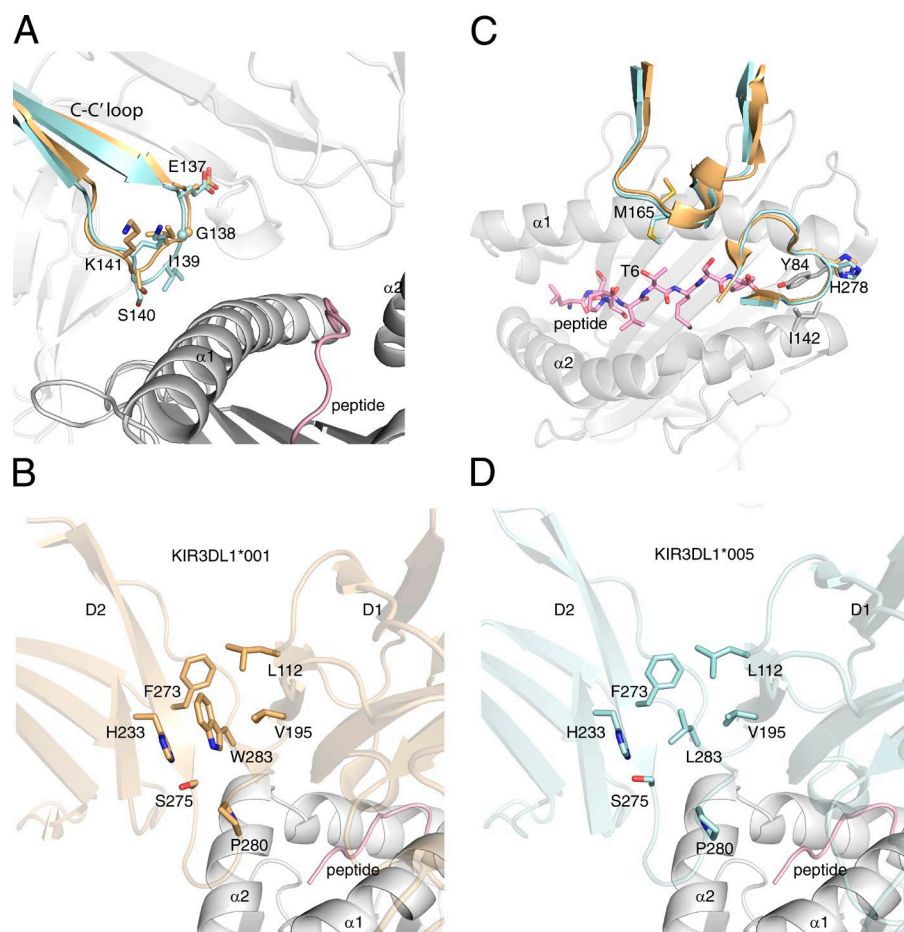 A
C-C' loop
E137
G138
I139
K141
S140
α2
α1
peptide
C
M165
α1
Y84
T6
H278
peptide
I142
α2
B
KIR3DL1*001
D2
D1
L112
F273
H233
V195
W283
S275
P280
peptide
α2
α1
D
KIR3DL1*005
D2
D1
L112
F273
H233
V195
L283
S275
P280
peptide
α2
α1